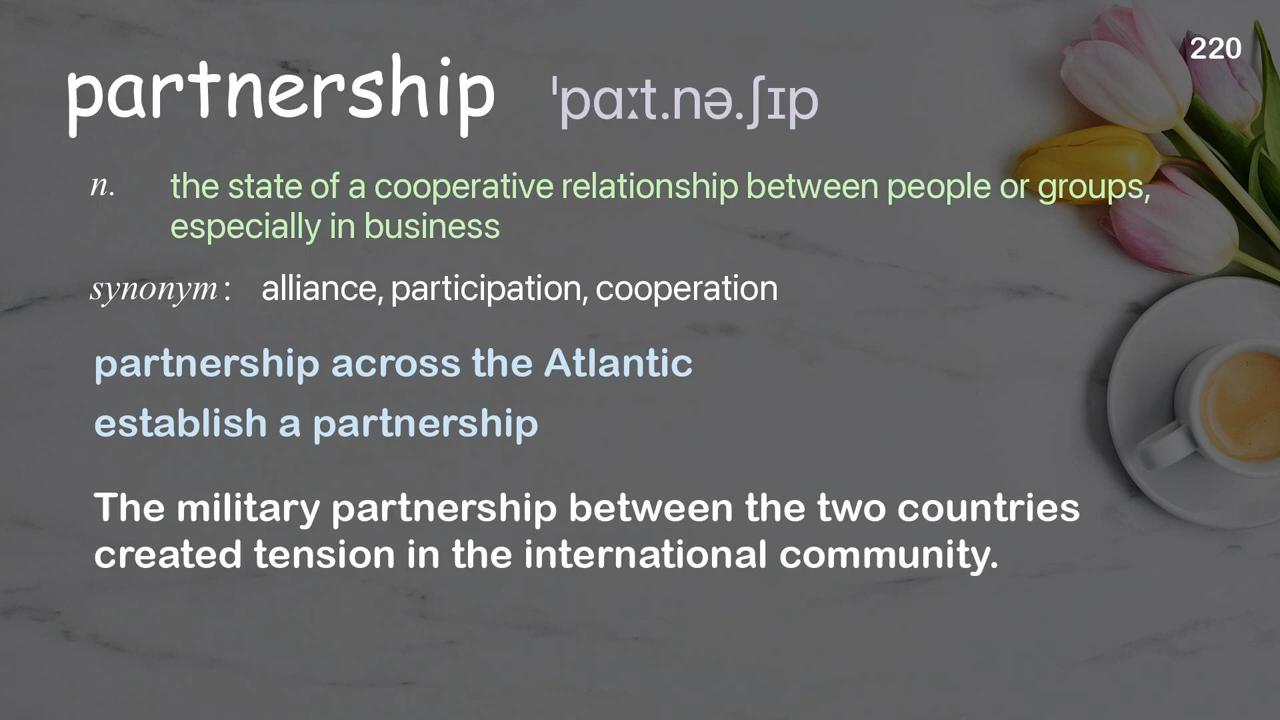 220
partnership ˈpɑːt.nə.ʃɪp
n. the state of a cooperative relationship between people or groups,
especially in business
synonym : alliance, participation, cooperation
partnership across the Atlantic
establish a partnership
The military partnership between the two countries
created tension in the international community.